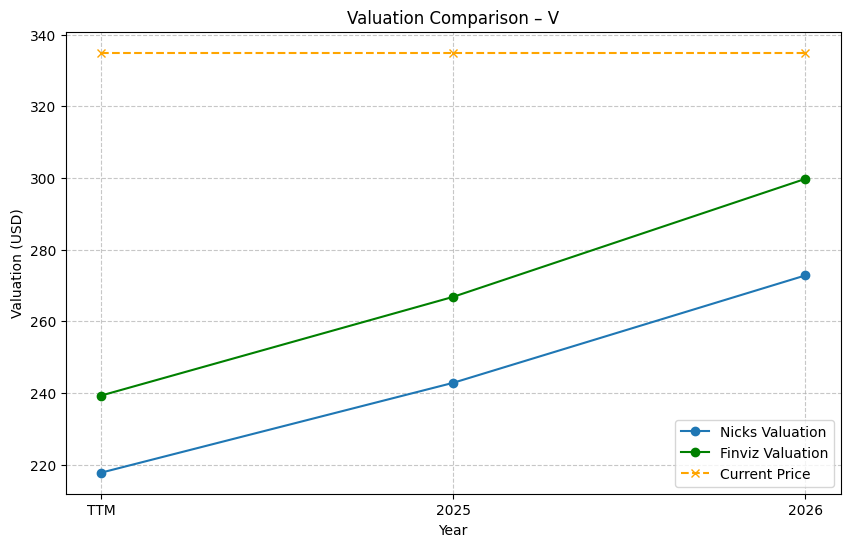 Valuation Comparison – V
Valuation (USD)
340
320
300
280
260
240
220
TTM
2025
2026
Year
Nicks Valuation
Finviz Valuation
Current Price